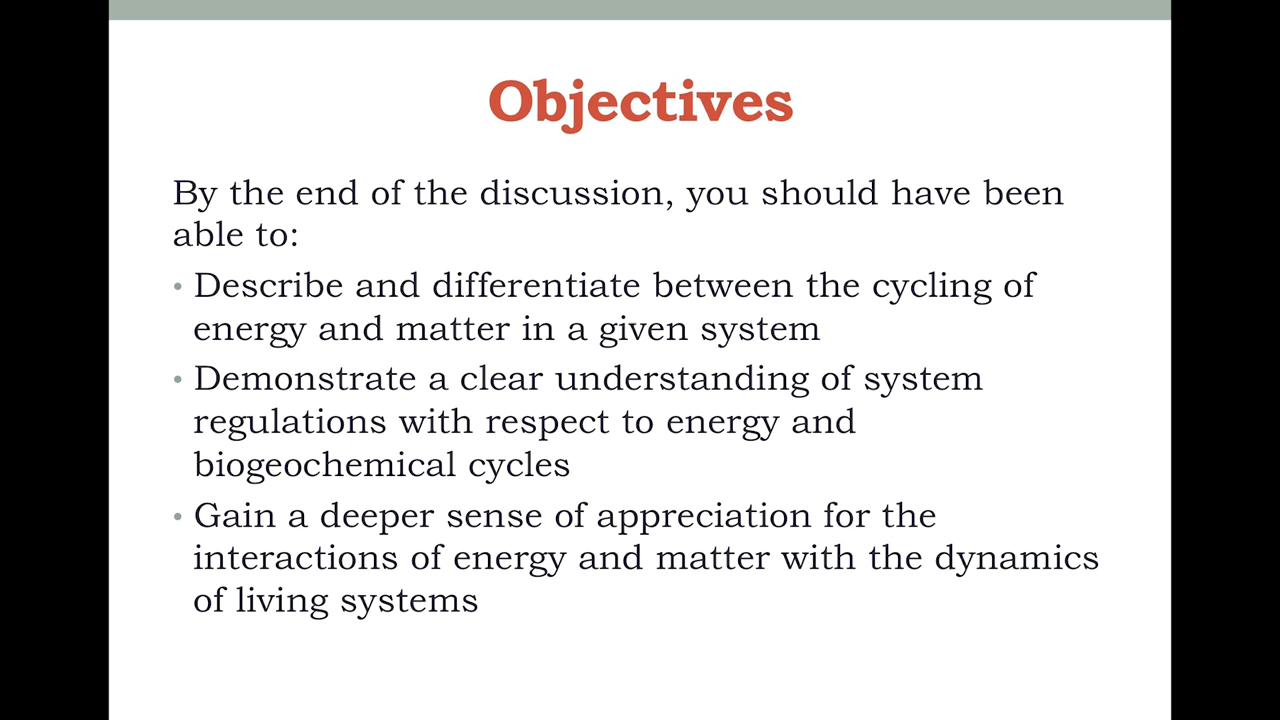 Objectives
By the end of the discussion, you should have been
able to:
• Describe and differentiate between the cycling of
energy and matter in a given system
• Demonstrate a clear understanding of system
regulations with respect to energy and
biogeochemical cycles
• Gain a deeper sense of appreciation for the
interactions of energy and matter with the dynamics
of living systems